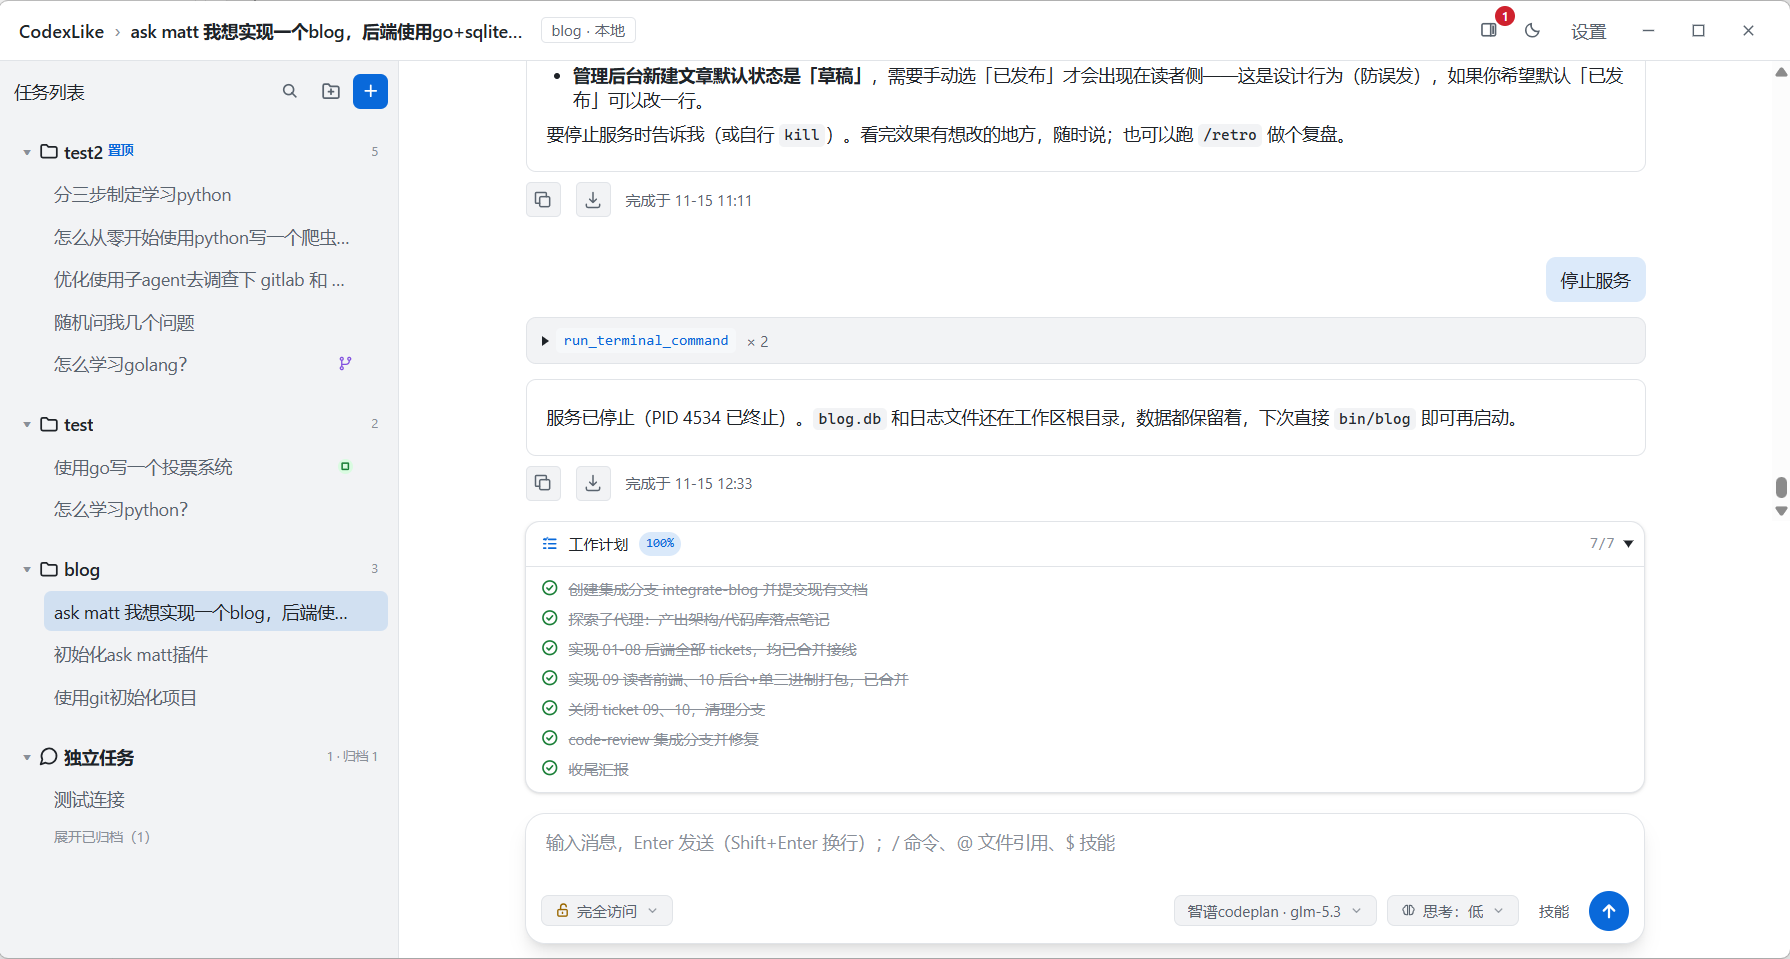 CodexLike › ask matt 我想实现一个blog，后端使用go+sqlite... blog · 本地
1
设置
任务列表
test2 置顶 5
分三步制定学习python
怎么从零开始使用python写一个爬虫...
优化使用子agent去调查下 gitlab 和 ...
随机问我几个问题
怎么学习golang？
test 2
使用go写一个投票系统
怎么学习python？
blog 3
ask matt 我想实现一个blog，后端使...
初始化ask matt插件
使用git初始化项目
独立任务 1 · 归档 1
测试连接
展开已归档（1）
• 管理后台新建文章默认状态是「草稿」，需要手动选「已发布」才会出现在读者侧——这是设计行为（防误发），如果你希望默认「已发
布」可以改一行。
要停止服务时告诉我（或自行 kill ）。看完效果有想改的地方，随时说；也可以跑 /retro 做个复盘。
完成于 11-15 11:11
停止服务
run_terminal_command × 2
服务已停止（PID 4534 已终止）。 blog.db 和日志文件还在工作区根目录，数据都保留着，下次直接 bin/blog 即可再启动。
完成于 11-15 12:33
工作计划 100% 7/7
创建集成分支 integrate-blog 并提交现有文档
探索子代理：产出架构/代码库落点笔记
实现 01-08 后端全部 tickets，均已合并接线
实现 09 读者前端、10 后台+单二进制打包，已合并
关闭 ticket 09、10，清理分支
code-review 集成分支并修复
收尾汇报
输入消息，Enter 发送（Shift+Enter 换行）；/ 命令、@ 文件引用、$ 技能
完全访问 智谱codeplan · glm-5.3 思考：低 技能